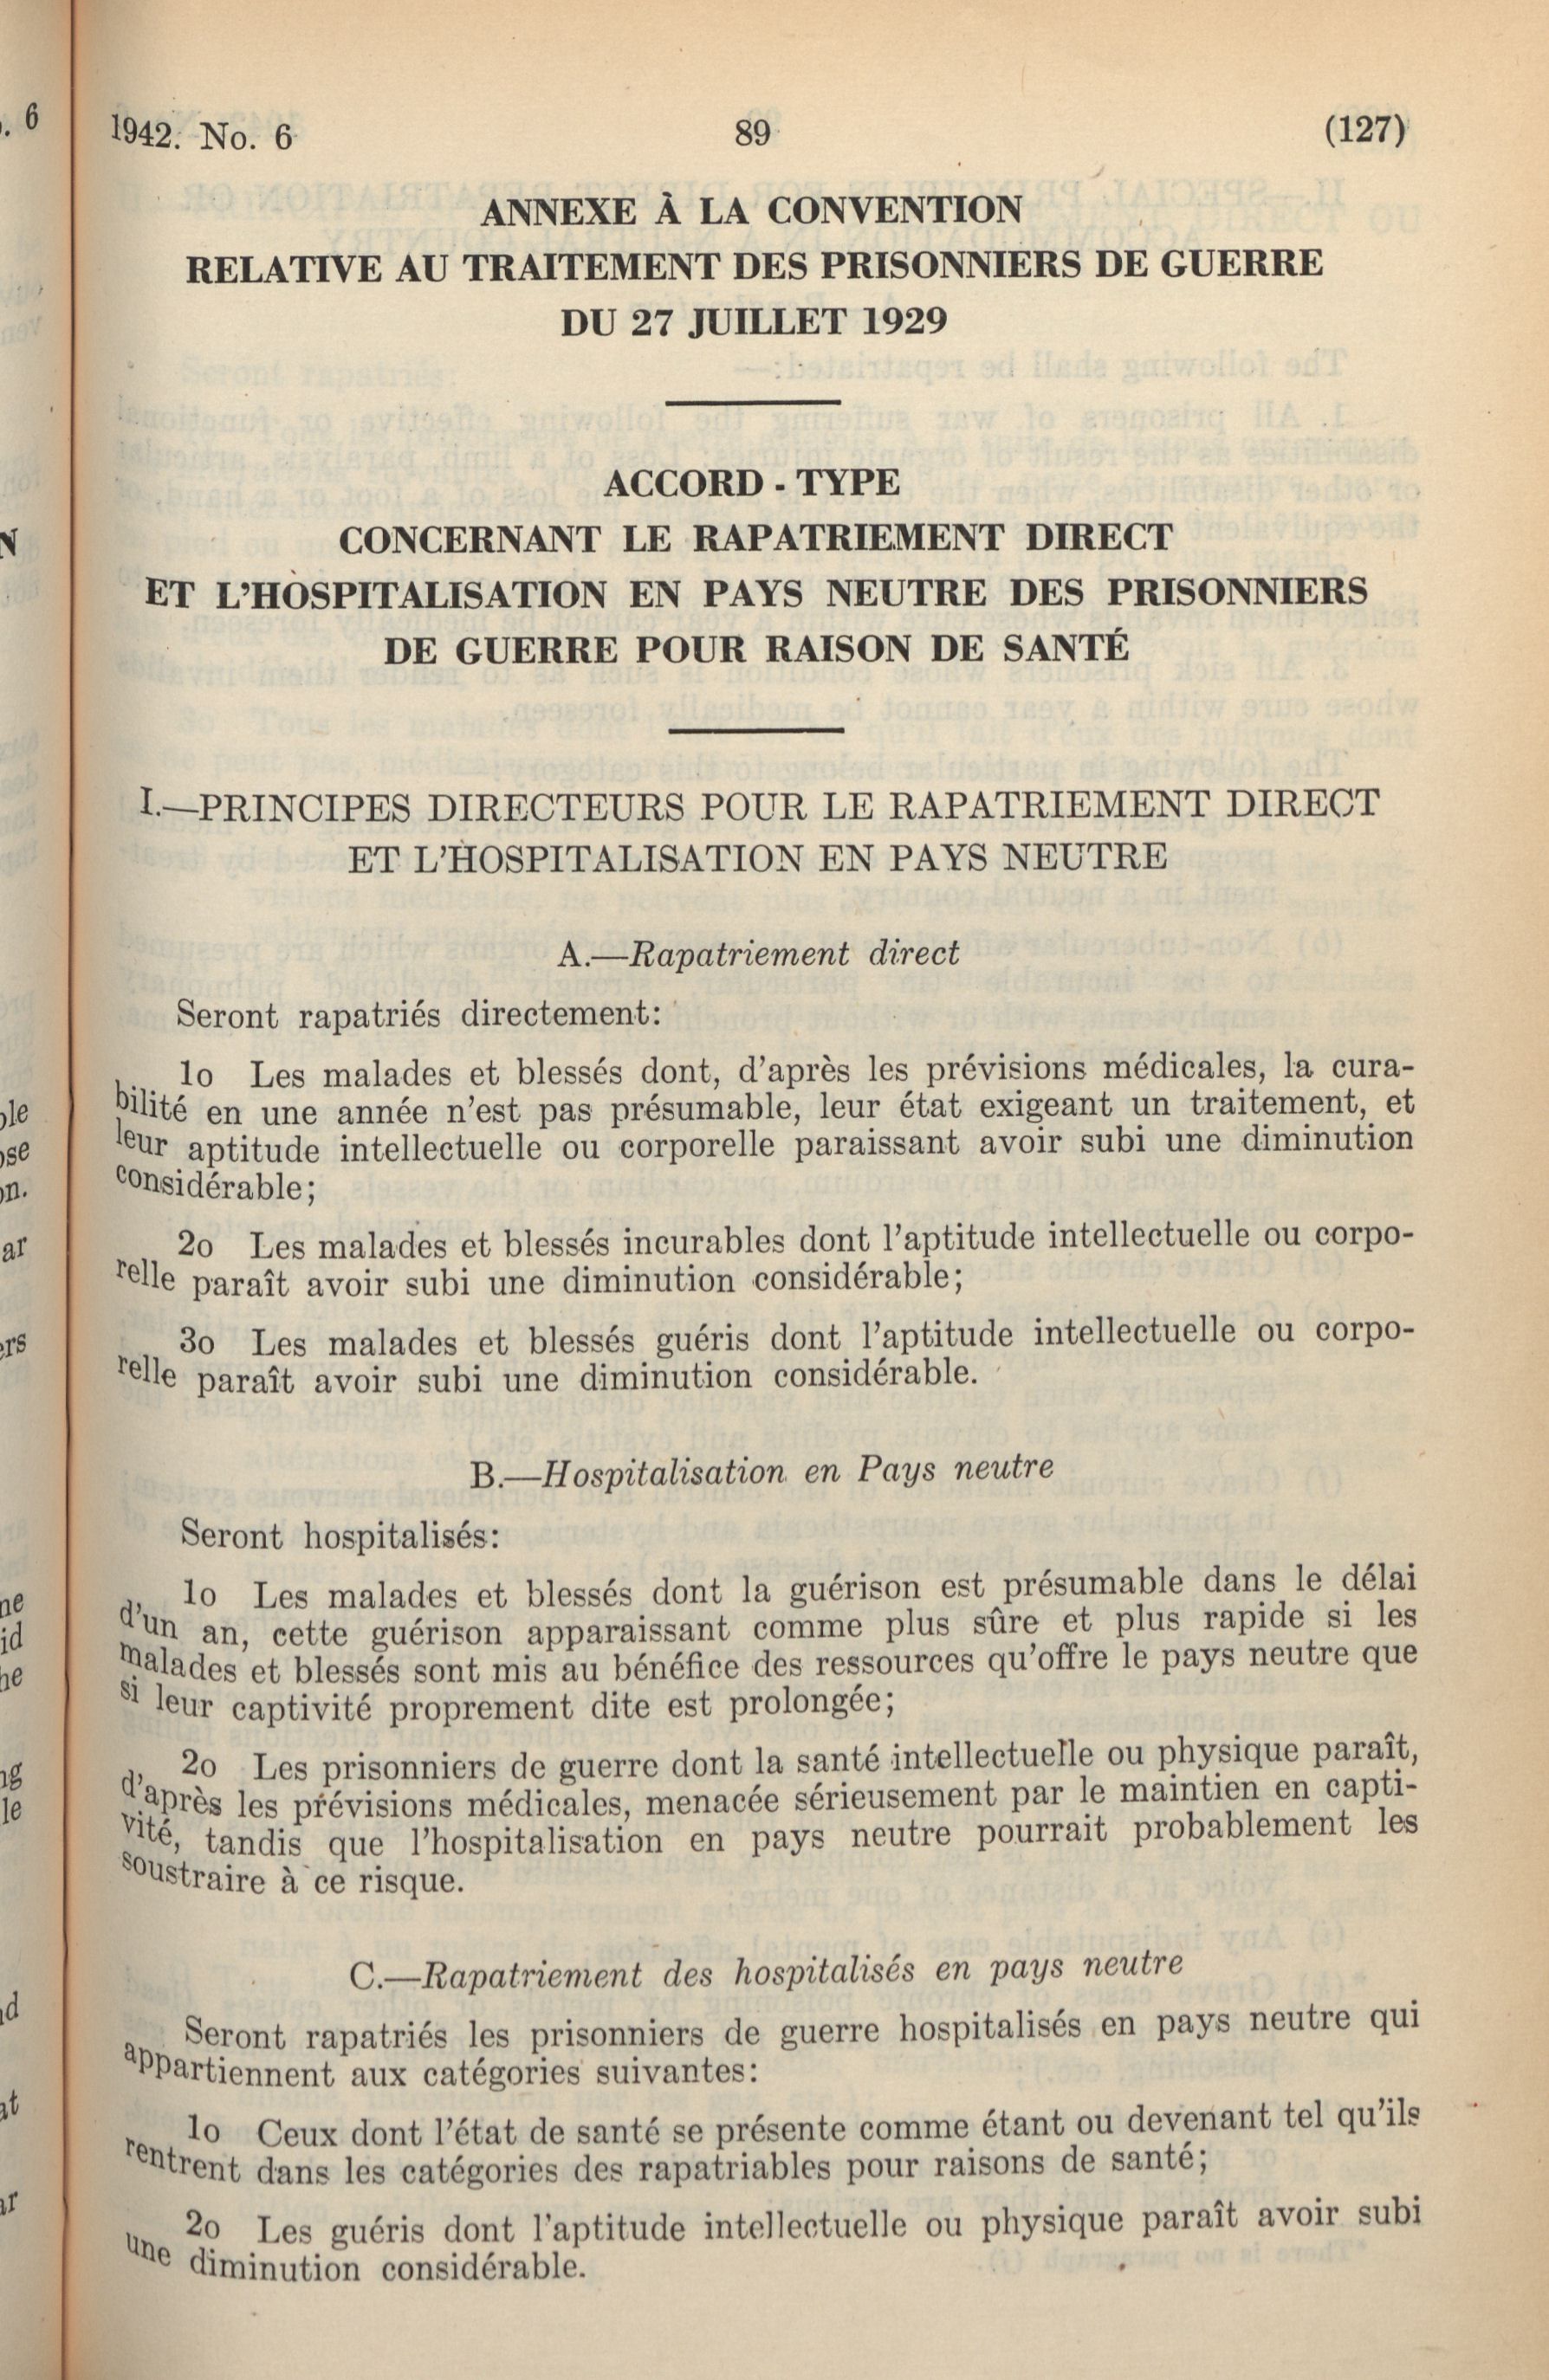 1942. No. 6 89 (127)
ANNEXE À LA CONVENTION
RELATIVE AU TRAITEMENT DES PRISONNIERS DE GUERRE
DU 27 JUILLET 1929
ACCORD - TYPE
CONCERNANT LE RAPATRIEMENT DIRECT
ET L'HOSPITALISATION EN PAYS NEUTRE DES PRISONNIERS
DE GUERRE POUR RAISON DE SANTÉ
I.—PRINCIPES DIRECTEURS POUR LE RAPATRIEMENT DIRECT
ET L'HOSPITALISATION EN PAYS NEUTRE
A.—Rapatriement direct
Seront rapatriés directement:
1o Les malades et blessés dont, d'après les prévisions médicales, la cura-
bilité en une année n'est pas présumable, leur état exigeant un traitement, et
leur aptitude intellectuelle ou corporelle paraissant avoir subi une diminution
considérable;
2o Les malades et blessés incurables dont l'aptitude intellectuelle ou corpo-
relle paraît avoir subi une diminution considérable;
3o Les malades et blessés guéris dont l'aptitude intellectuelle ou corpo-
relle paraît avoir subi une diminution considérable.
B.—Hospitalisation en Pays neutre
Seront hospitalisés:
1o Les malades et blessés dont la guérison est présumable dans le délai
d'un an, cette guérison apparaissant comme plus sûre et plus rapide si les
malades et blessés sont mis au bénéfice des ressources qu'offre le pays neutre que
si leur captivité proprement dite est prolongée;
2o Les prisonniers de guerre dont la santé intellectuelle ou physique paraît,
d'après les prévisions médicales, menacée sérieusement par le maintien en capti-
vité, tandis que l'hospitalisation en pays neutre pourrait probablement les
soustraire à ce risque.
C.—Rapatriement des hospitalisés en pays neutre
Seront rapatriés les prisonniers de guerre hospitalisés en pays neutre qui
appartiennent aux catégories suivantes:
1o Ceux dont l'état de santé se présente comme étant ou devenant tel qu'ils
rentrent dans les catégories des rapatriables pour raisons de santé;
2o Les guéris dont l'aptitude intellectuelle ou physique paraît avoir subi
une diminution considérable.